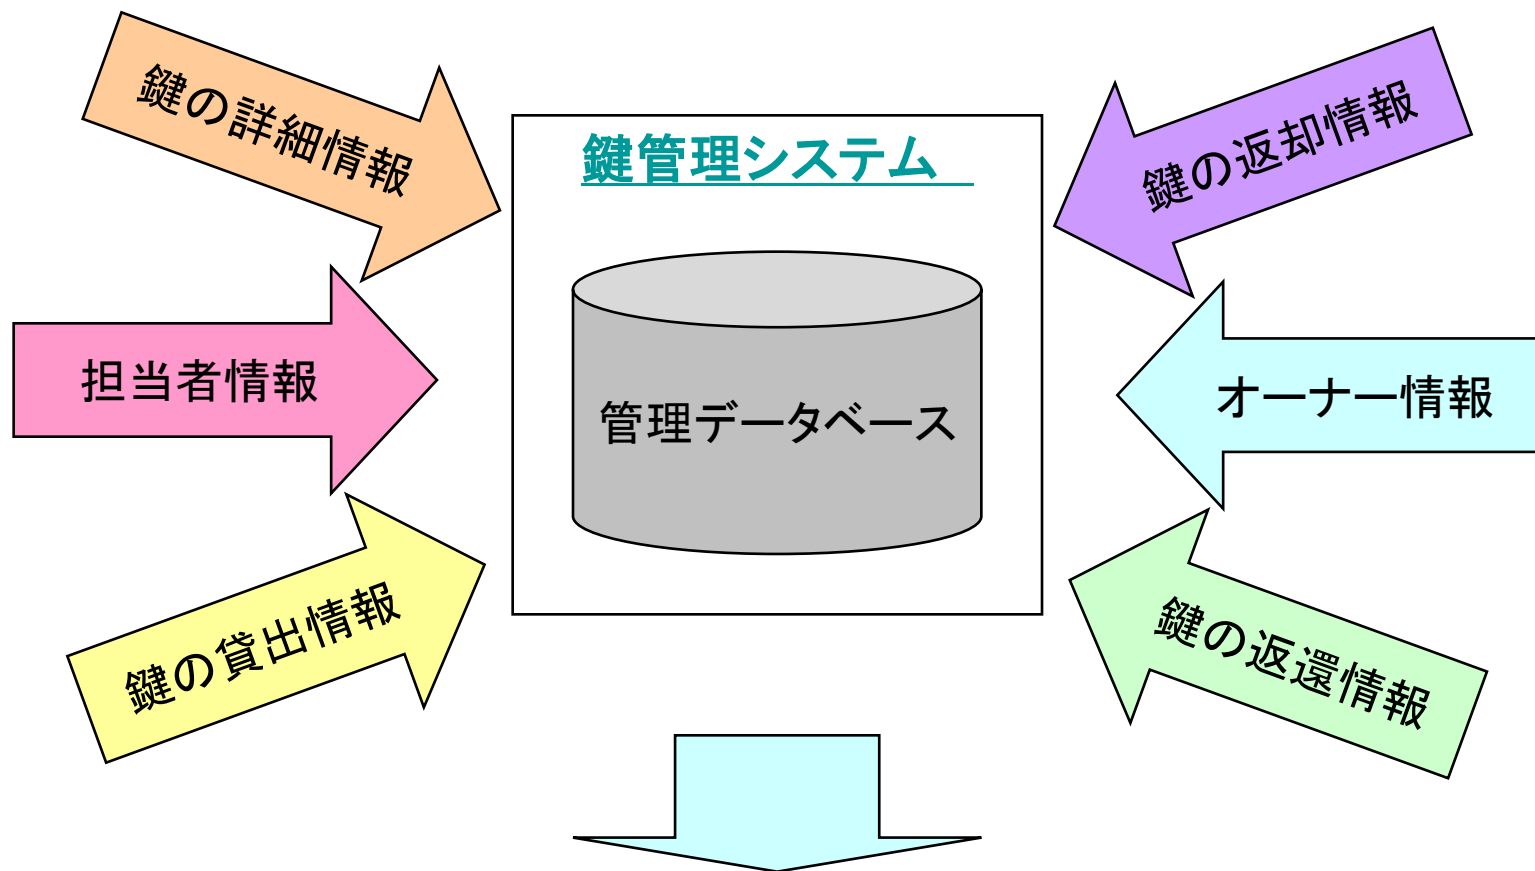 鍵の詳細情報
鍵の返却情報
鍵管理システム
担当者情報
オーナー情報
管理データベース
鍵の貸出情報
鍵の返還情報